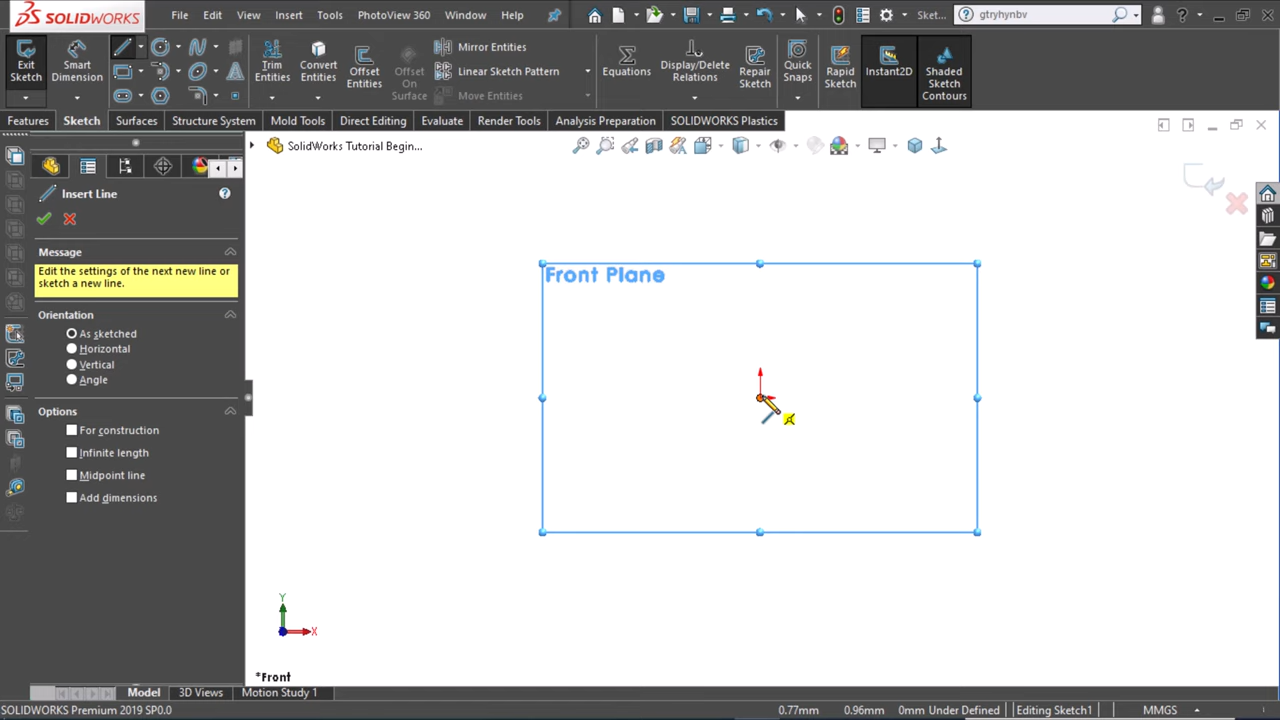 SOLIDWORKS File Edit View Insert Tools PhotoView 360 Window Help Sket... gtryhynbv ?
Exit Sketch Smart Dimension Trim Entities Convert Entities Offset Entities Offset On Surface Mirror Entities Linear Sketch Pattern Move Entities Equations Display/Delete Relations Repair Sketch Quick Snaps Rapid Sketch Instant2D Shaded Sketch Contours
Features Sketch Surfaces Structure System Mold Tools Direct Editing Evaluate Render Tools Analysis Preparation SOLIDWORKS Plastics
SolidWorks Tutorial Begin...
Insert Line ?
Message
Edit the settings of the next new line or
sketch a new line.
Orientation
As sketched
Horizontal
Vertical
Angle
Options
For construction
Infinite length
Midpoint line
Add dimensions
Front Plane
Y
X
*Front
Model 3D Views Motion Study 1
SOLIDWORKS Premium 2019 SP0.0 0.77mm 0.96mm 0mm Under Defined Editing Sketch1 MMGS